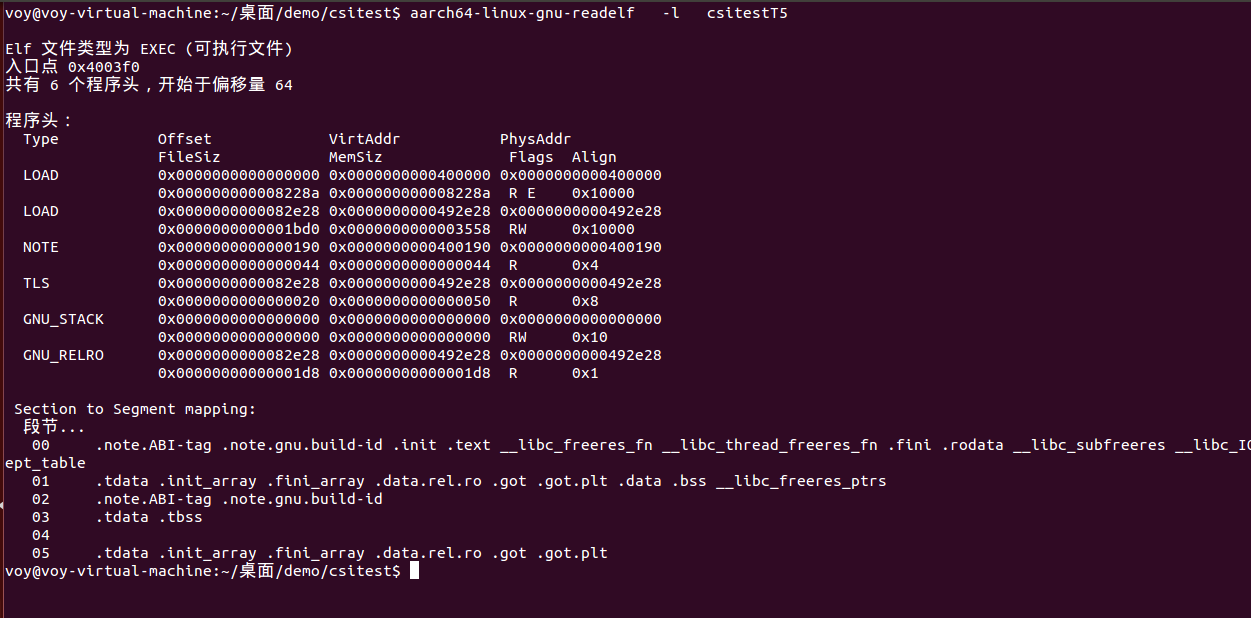 voy@voy-virtual-machine:~/桌面/demo/csitest$ aarch64-linux-gnu-readelf   -l   csitestT5
Elf 文件类型为 EXEC (可执行文件)
入口点 0x4003f0
共有 6 个程序头，开始于偏移量 64
程序头：
  Type           Offset             VirtAddr           PhysAddr
                 FileSiz            MemSiz              Flags  Align
  LOAD           0x0000000000000000 0x0000000000400000 0x0000000000400000
                 0x000000000008228a 0x000000000008228a  R E    0x10000
  LOAD           0x0000000000082e28 0x0000000000492e28 0x0000000000492e28
                 0x0000000000001bd0 0x0000000000003558  RW     0x10000
  NOTE           0x0000000000000190 0x0000000000400190 0x0000000000400190
                 0x0000000000000044 0x0000000000000044  R      0x4
  TLS            0x0000000000082e28 0x0000000000492e28 0x0000000000492e28
                 0x0000000000000020 0x0000000000000050  R      0x8
  GNU_STACK      0x0000000000000000 0x0000000000000000 0x0000000000000000
                 0x0000000000000000 0x0000000000000000  RW     0x10
  GNU_RELRO      0x0000000000082e28 0x0000000000492e28 0x0000000000492e28
                 0x00000000000001d8 0x00000000000001d8  R      0x1
 Section to Segment mapping:
  段节...
   00     .note.ABI-tag .note.gnu.build-id .init .text __libc_freeres_fn __libc_thread_freeres_fn .fini .rodata __libc_subfreeres __libc_IO
ept_table
   01     .tdata .init_array .fini_array .data.rel.ro .got .got.plt .data .bss __libc_freeres_ptrs
   02     .note.ABI-tag .note.gnu.build-id
   03     .tdata .tbss
   04
   05     .tdata .init_array .fini_array .data.rel.ro .got .got.plt
voy@voy-virtual-machine:~/桌面/demo/csitest$